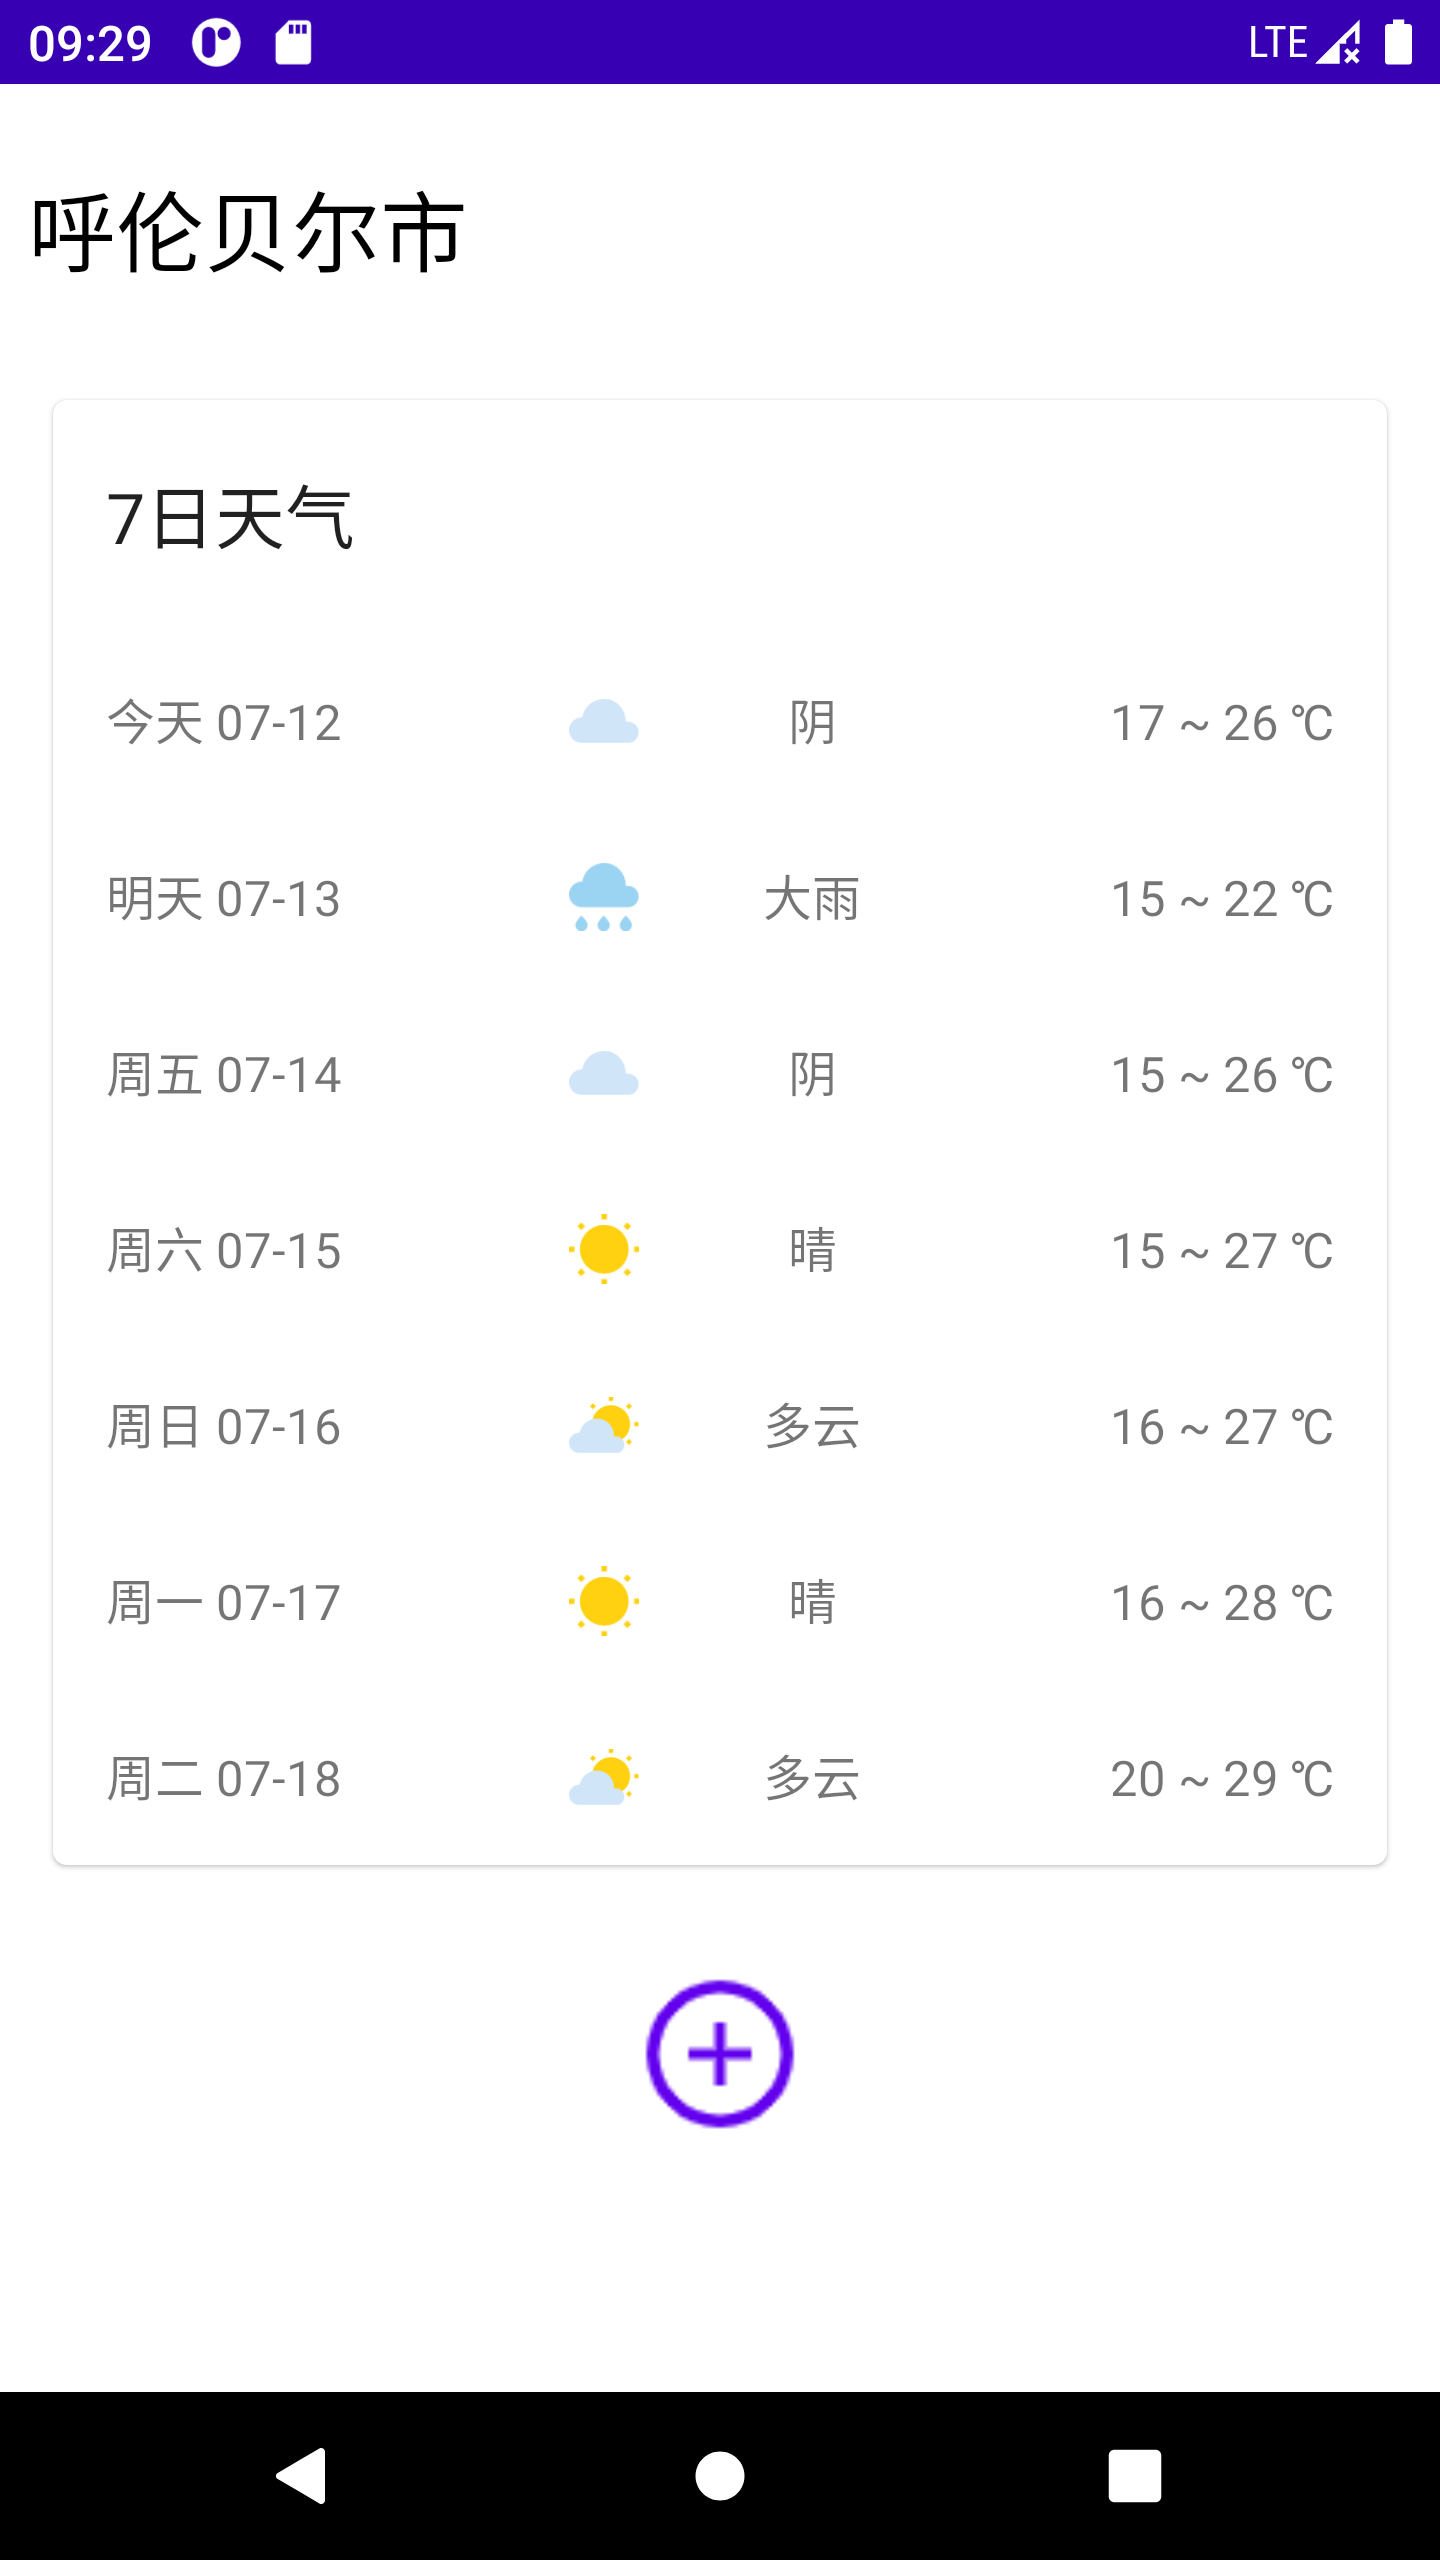 09:29 LTE
呼伦贝尔市
7日天气
今天 07-12 阴 17 ~ 26 ℃
明天 07-13 大雨 15 ~ 22 ℃
周五 07-14 阴 15 ~ 26 ℃
周六 07-15 晴 15 ~ 27 ℃
周日 07-16 多云 16 ~ 27 ℃
周一 07-17 晴 16 ~ 28 ℃
周二 07-18 多云 20 ~ 29 ℃